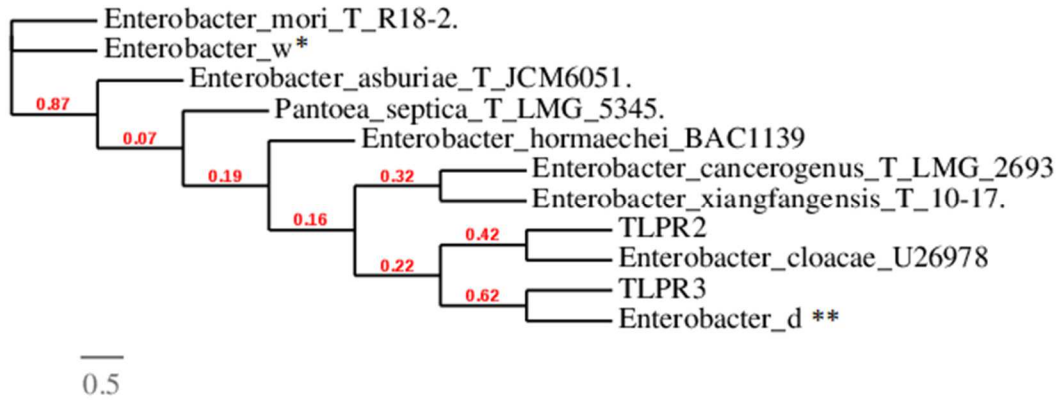 Enterobacter_mori_T_R18-2.
Enterobacter_w*
Enterobacter_asburiae_T_JCM6051.
0.87
Pantoea_septica_T_LMG_5345.
0.07
Enterobacter_hormaechei_BAC1139
0.19
0.32
Enterobacter_cancerogenus_T_LMG_2693
Enterobacter_xiangfangensis_T_10-17.
0.16
0.42
TLPR2
Enterobacter_cloacae_U26978
0.22
0.62
TLPR3
Enterobacter_d **
0.5